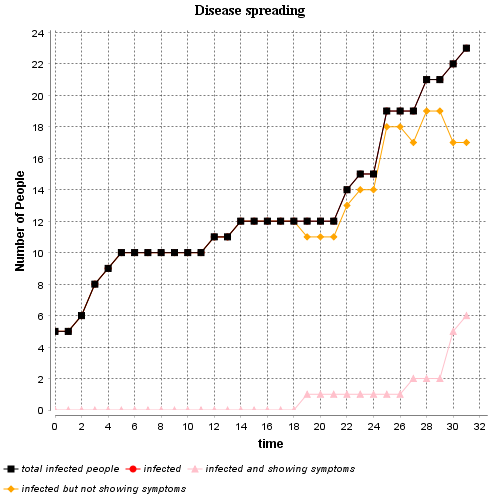 Disease spreading
24
22
20
18
16
14
12
10
8
6
4
2
0
Number of People
0 2 4 6 8 10 12 14 16 18 20 22 24 26 28 30 32
time
total infected people infected infected and showing symptoms
infected but not showing symptoms